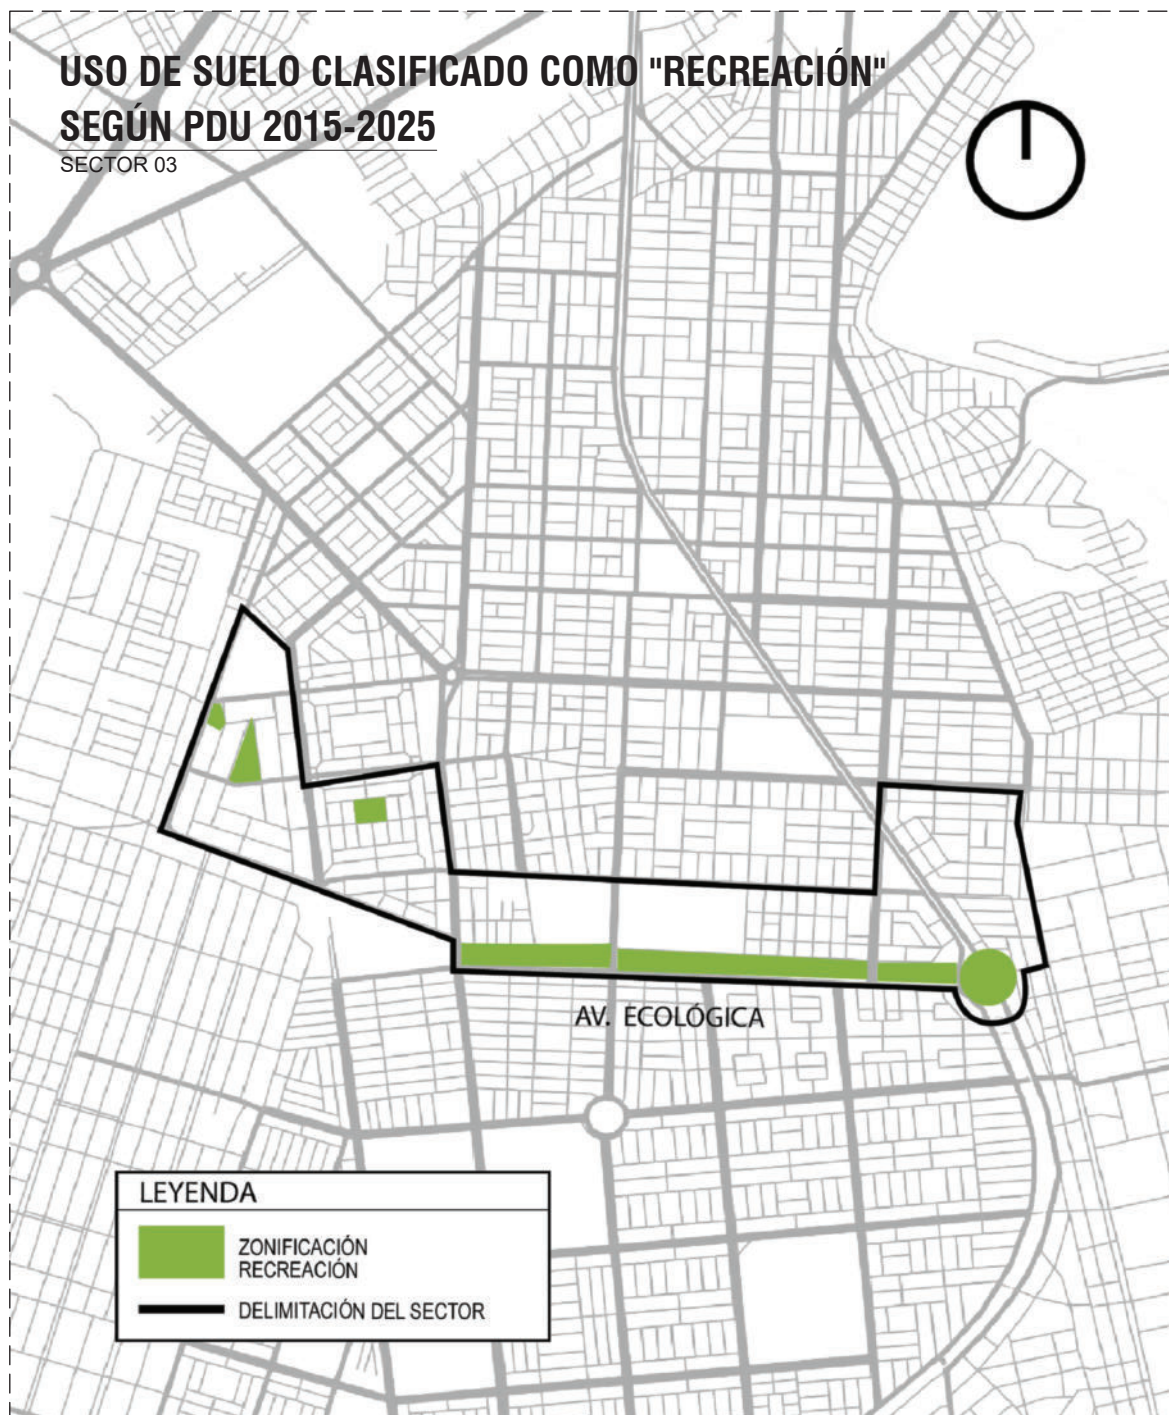 USO DE SUELO CLASIFICADO COMO "RECREACIÓN"
SEGÚN PDU 2015-2025
SECTOR 03
AV. ECOLÓGICA
LEYENDA
ZONIFICACIÓN
RECREACIÓN
DELIMITACIÓN DEL SECTOR